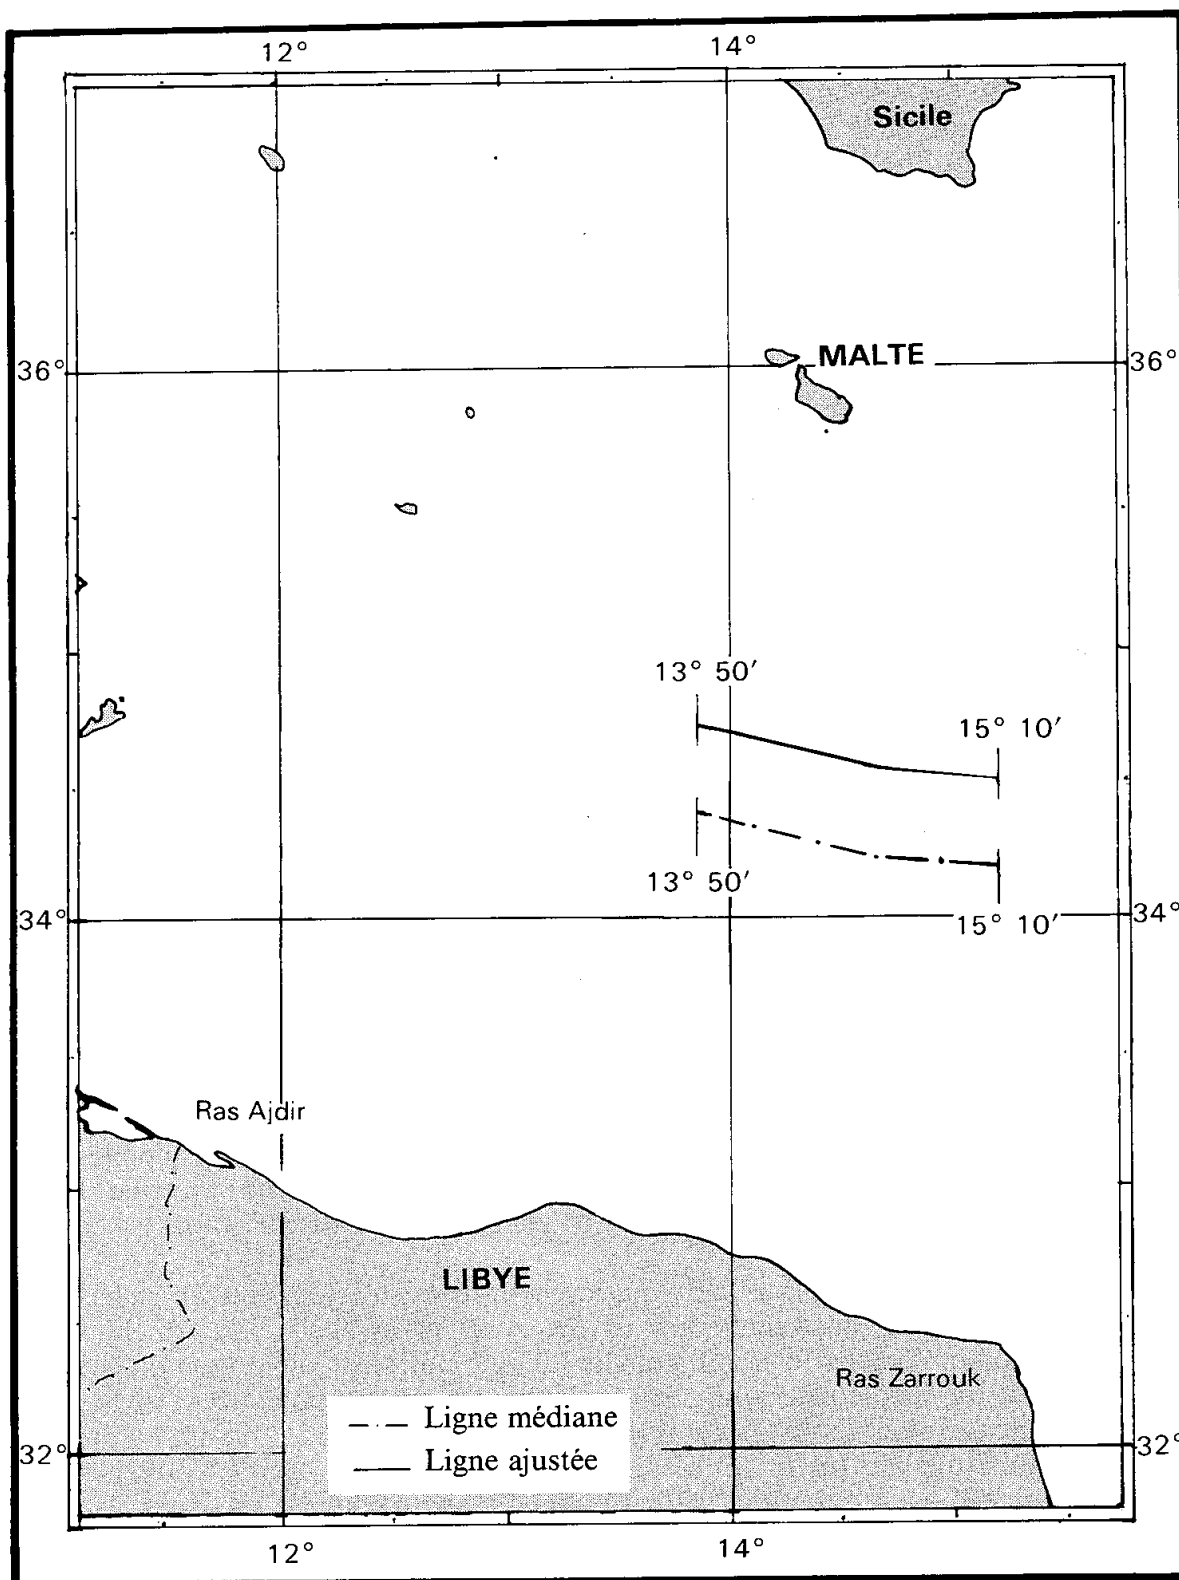 12° 14°
Sicile
36° MALTE 36°
13° 50′
15° 10′
13° 50′
34° 15° 10′ 34°
Ras Ajdir
LIBYE
Ras Zarrouk
Ligne médiane
32° Ligne ajustée 32°
12° 14°